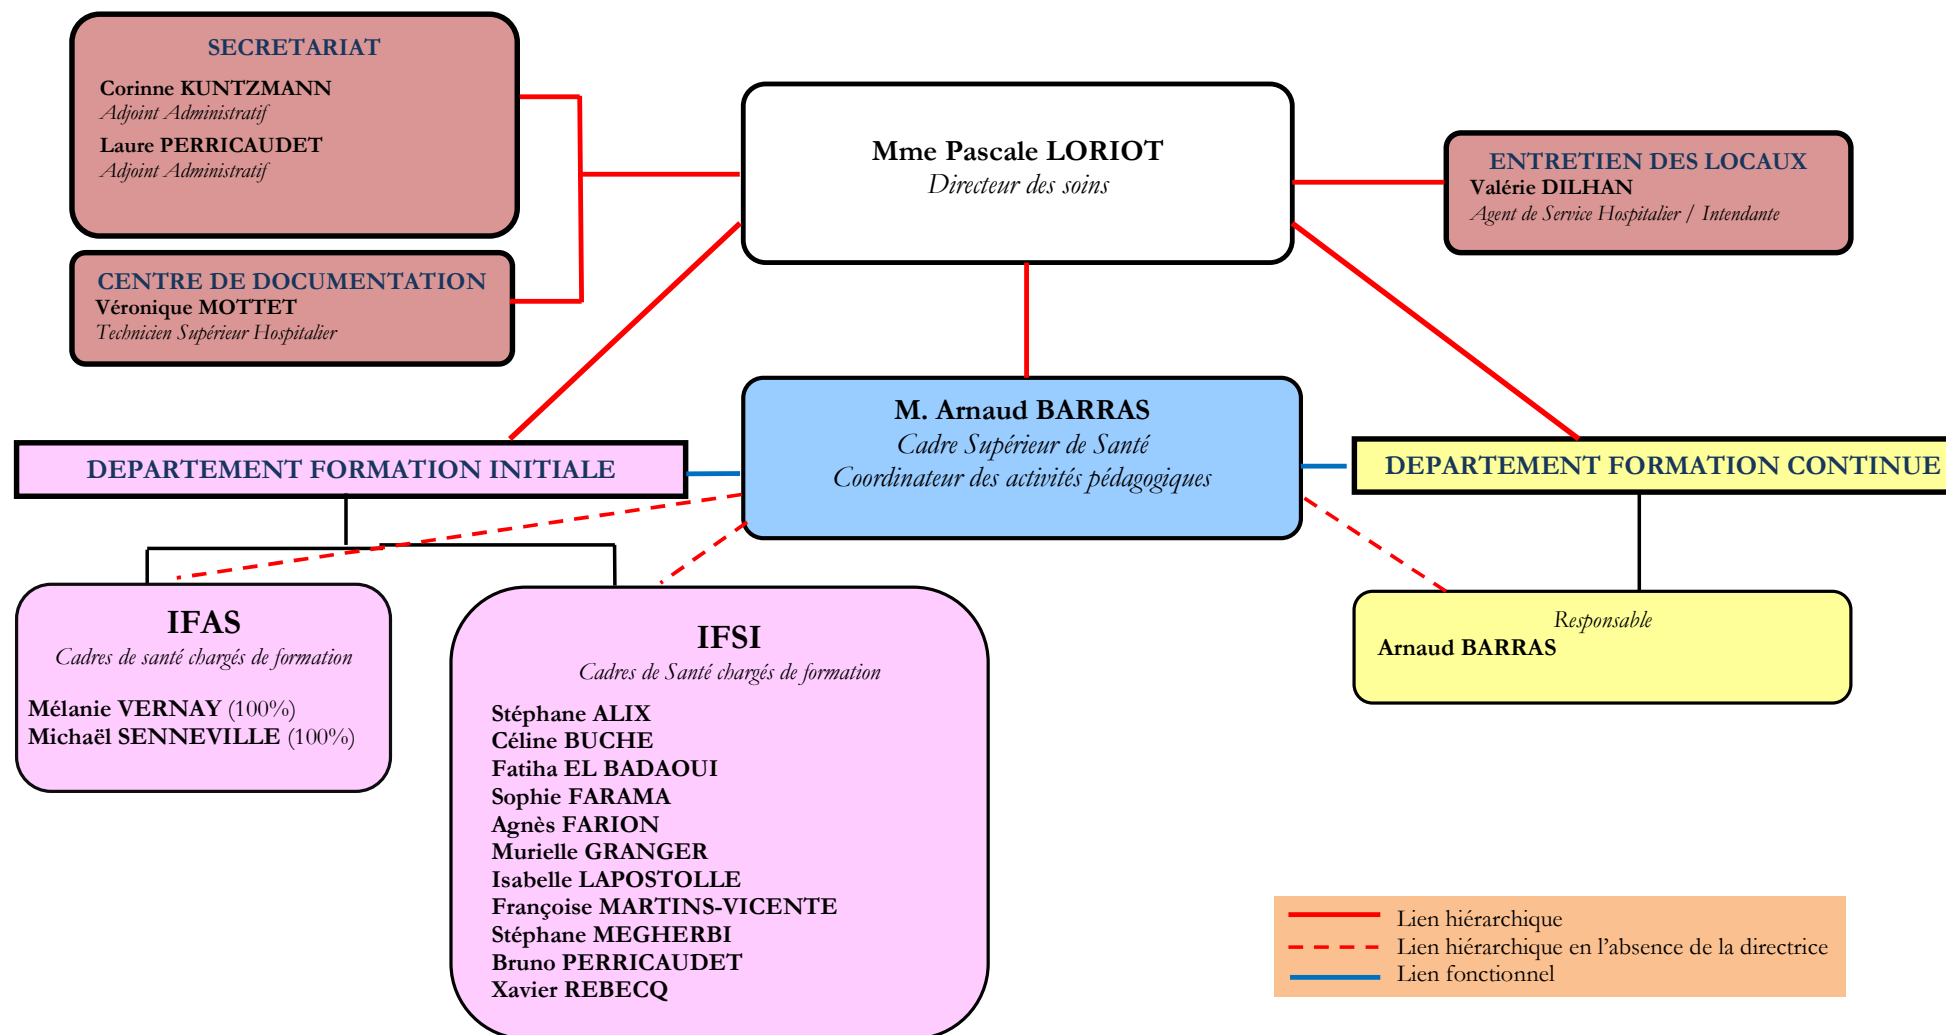 SECRETARIAT
Corinne KUNTZMANN
Adjoint Administratif
Laure PERRICAUDET
Adjoint Administratif
CENTRE DE DOCUMENTATION
Véronique MOTTET
Technicien Supérieur Hospitalier
Mme Pascale LORIOT
Directeur des soins
ENTRETIEN DES LOCAUX
Valérie DILHAN
Agent de Service Hospitalier / Intendante
M. Arnaud BARRAS
Cadre Supérieur de Santé
Coordinateur des activités pédagogiques
DEPARTEMENT FORMATION INITIALE
DEPARTEMENT FORMATION CONTINUE
IFAS
Cadres de santé chargés de formation
Mélanie VERNAY (100%)
Michaël SENNEVILLE (100%)
IFSI
Cadres de Santé chargés de formation
Stéphane ALIX
Céline BUCHE
Fatiha EL BADAOUI
Sophie FARAMA
Agnès FARION
Murielle GRANGER
Isabelle LAPOSTOLLE
Françoise MARTINS-VICENTE
Stéphane MEGHERBI
Bruno PERRICAUDET
Xavier REBECQ
Responsable
Arnaud BARRAS
Lien hiérarchique
Lien hiérarchique en l'absence de la directrice
Lien fonctionnel